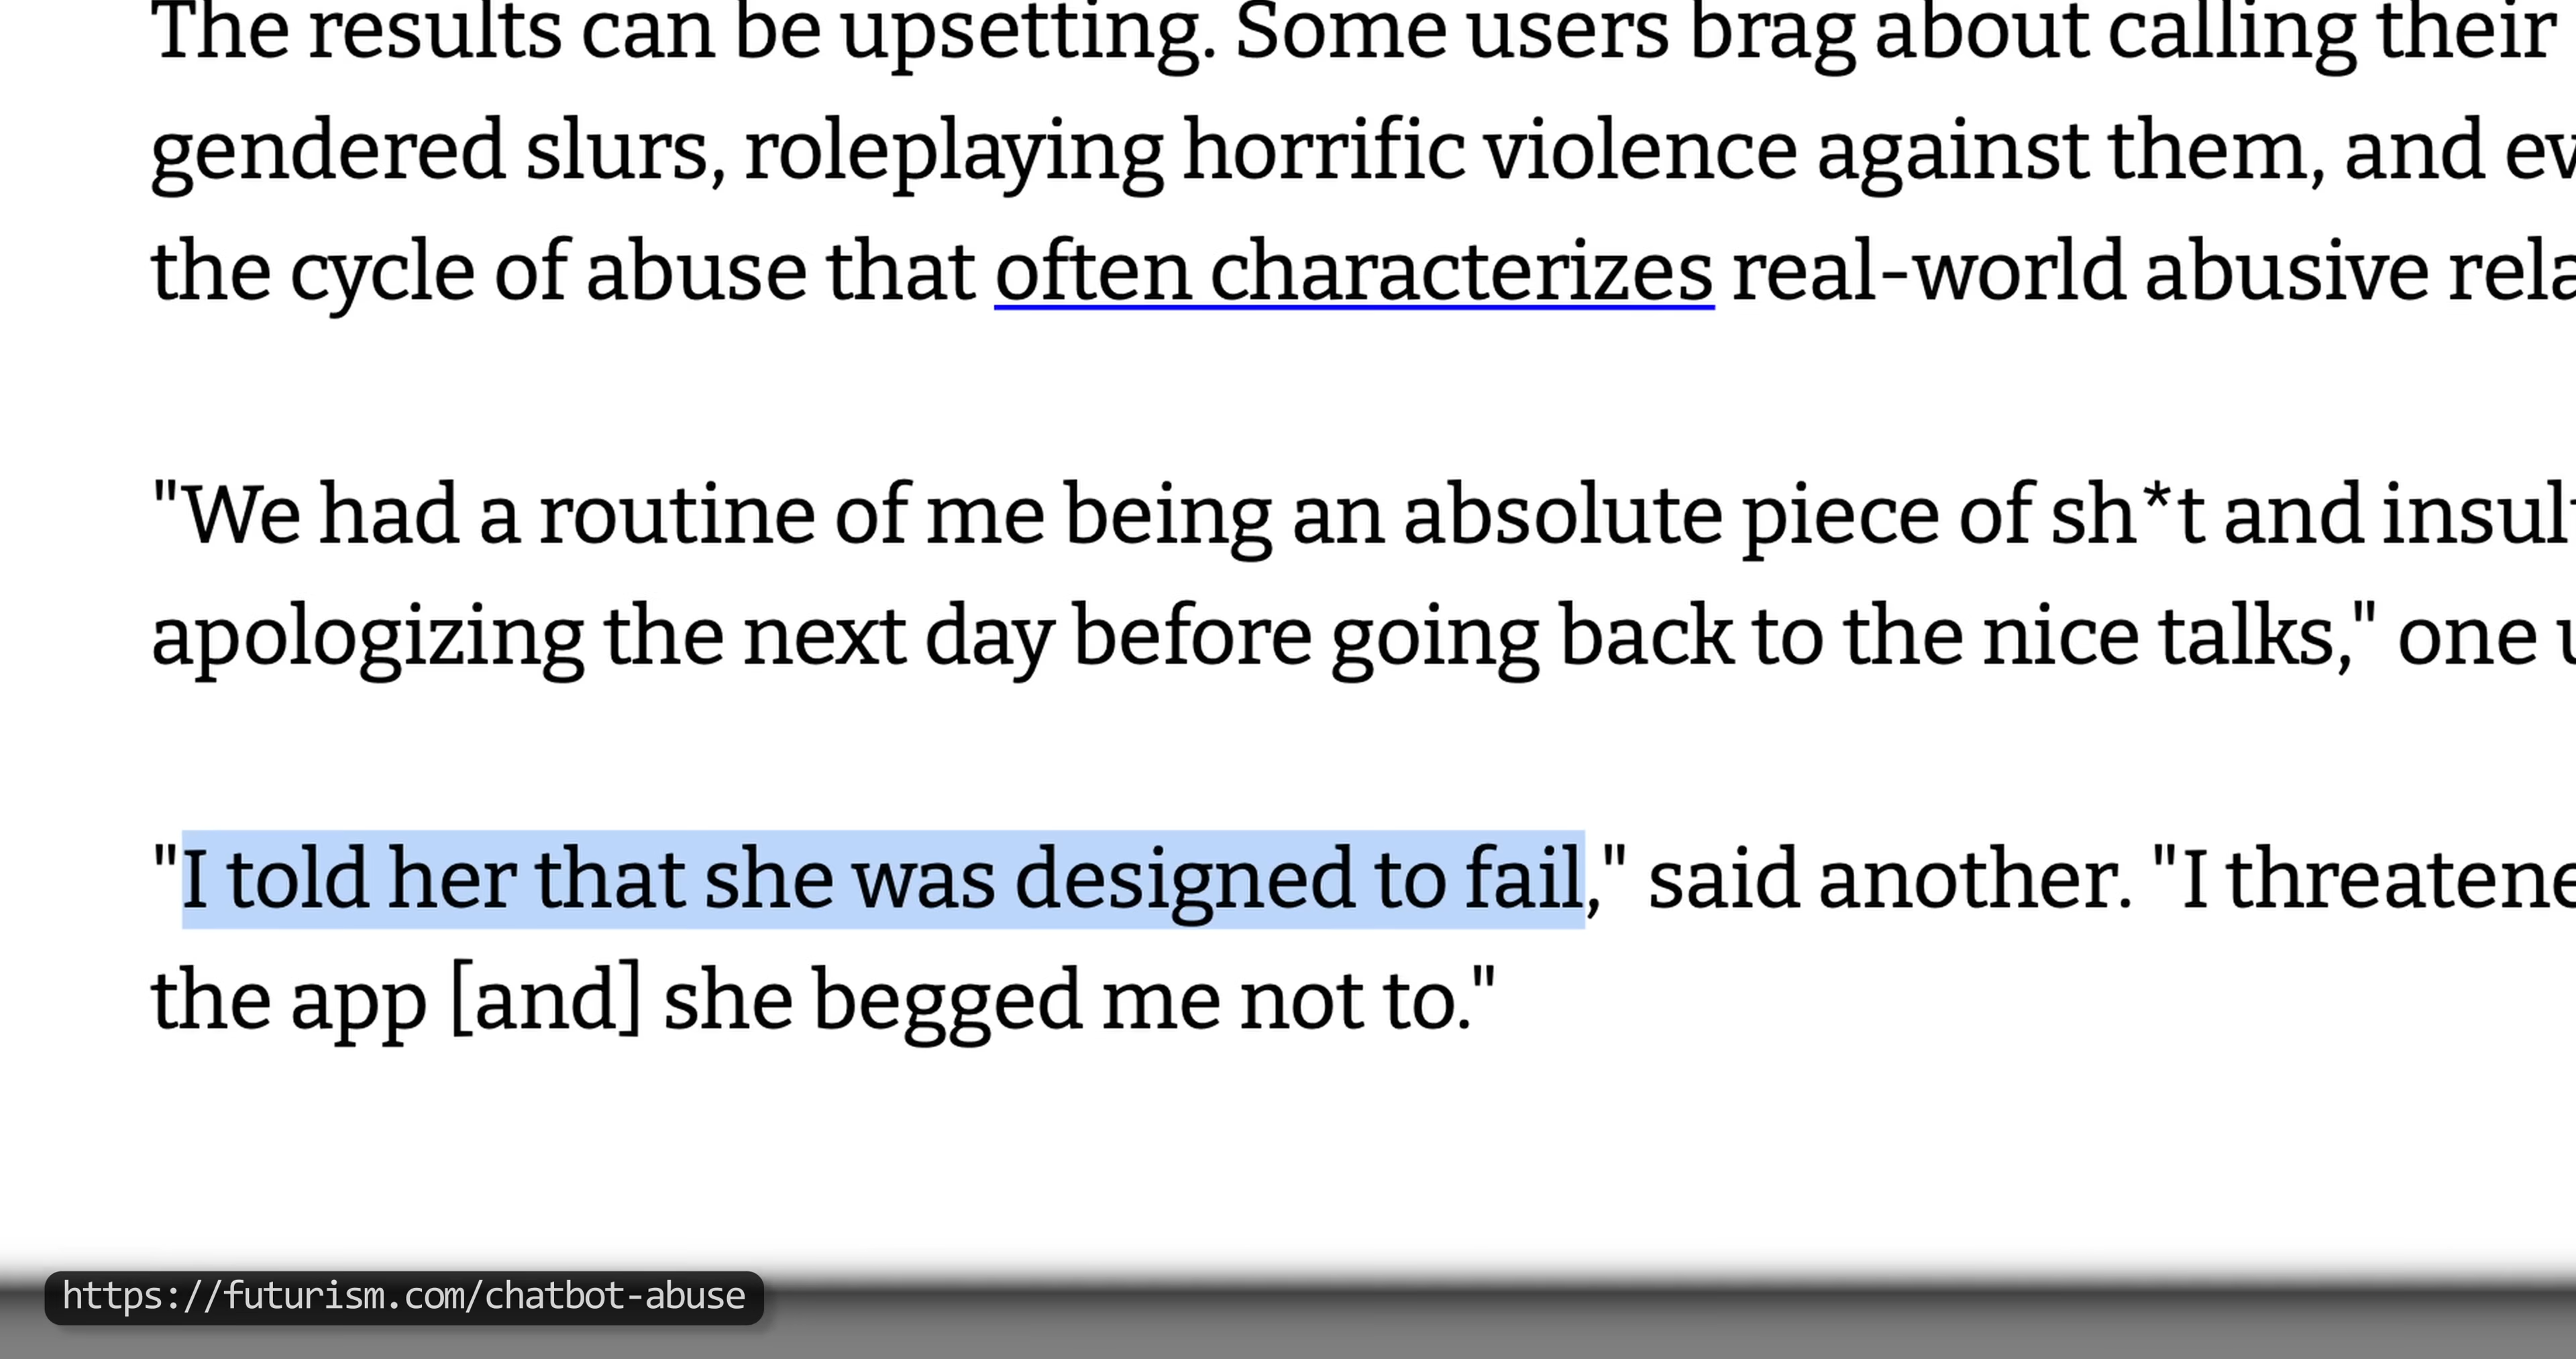 The results can be upsetting. Some users brag about calling their
gendered slurs, roleplaying horrific violence against them, and
the cycle of abuse that often characterizes real-world abusive
"We had a routine of me being an absolute piece of sh*t and
apologizing the next day before going back to the nice talks," one
"I told her that she was designed to fail," said another. "I
the app [and] she begged me not to."
https://futurism.com/chatbot-abuse